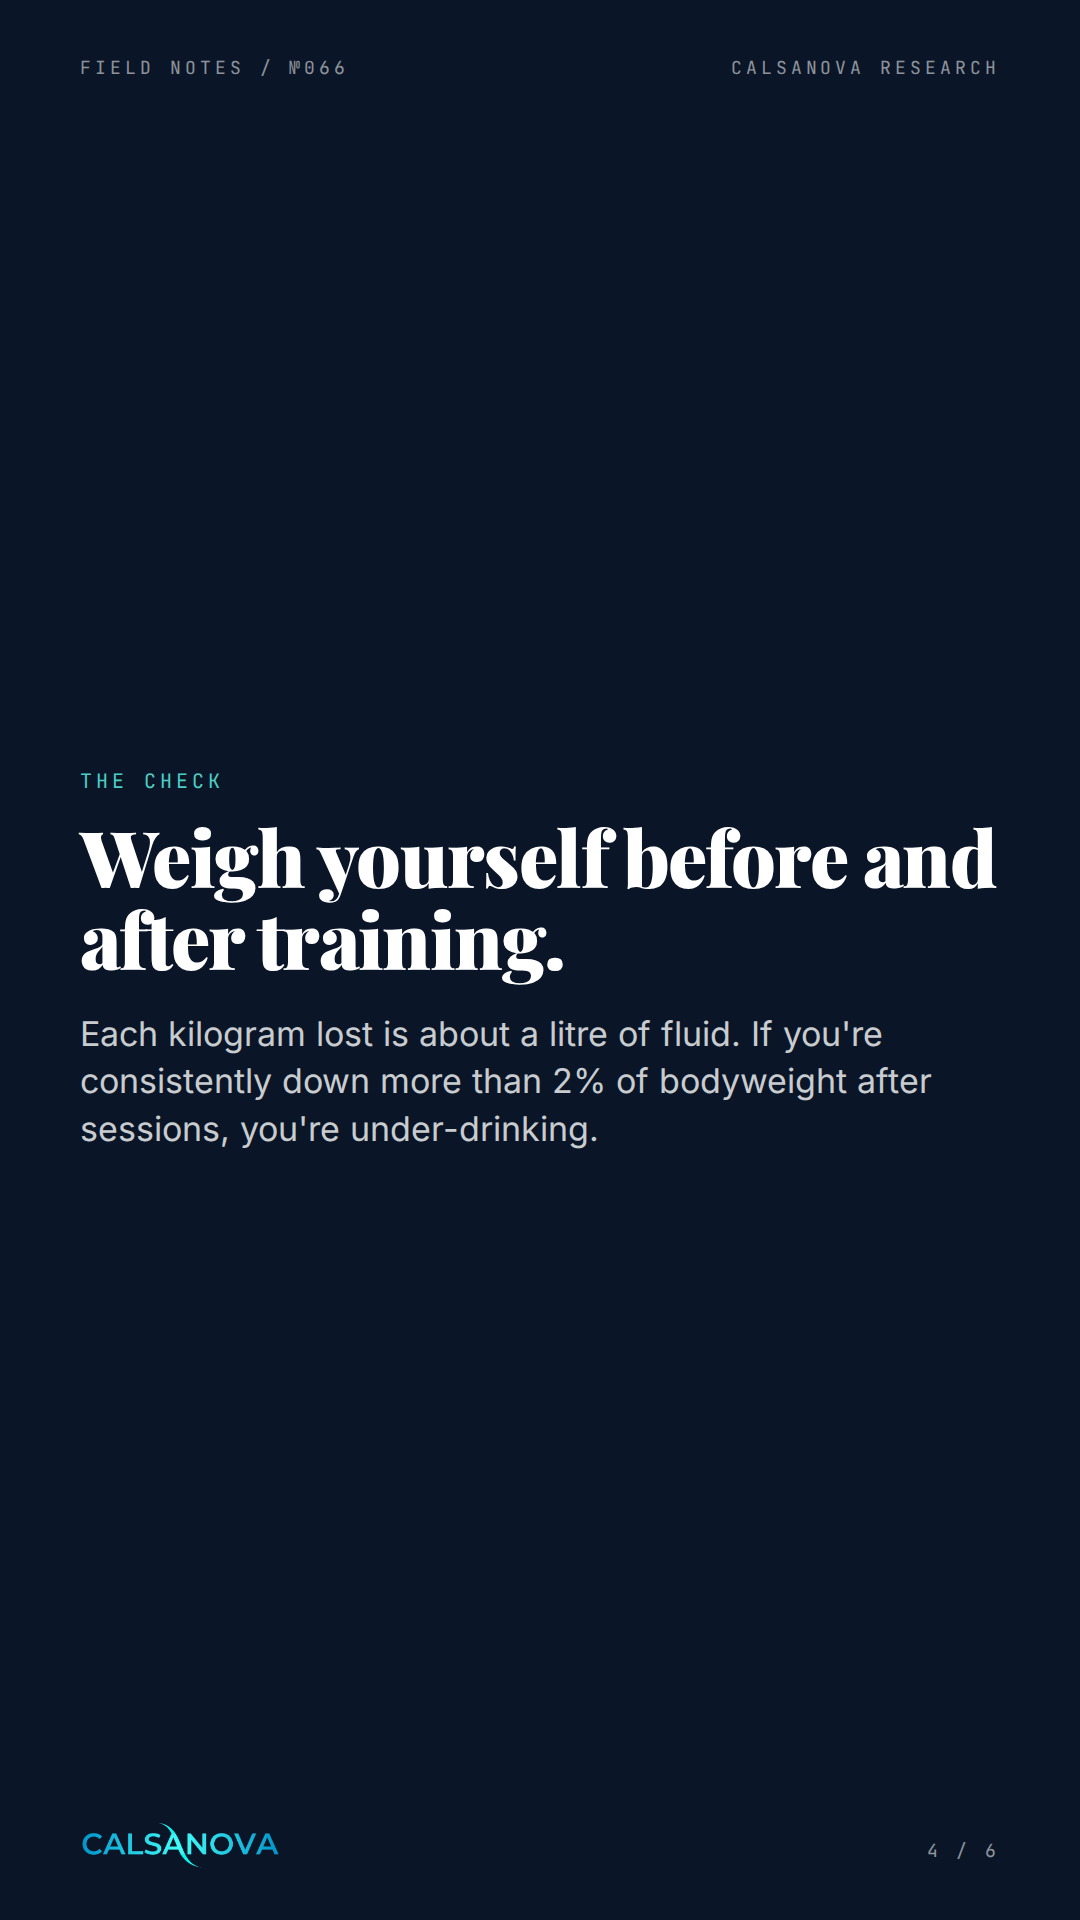 FIELD NOTES / №066
CALSANOVA RESEARCH
THE CHECK
Weigh yourself before and
after training.
Each kilogram lost is about a litre of fluid. If you're
consistently down more than 2% of bodyweight after
sessions, you're under-drinking.
CALSANOVA
4 / 6